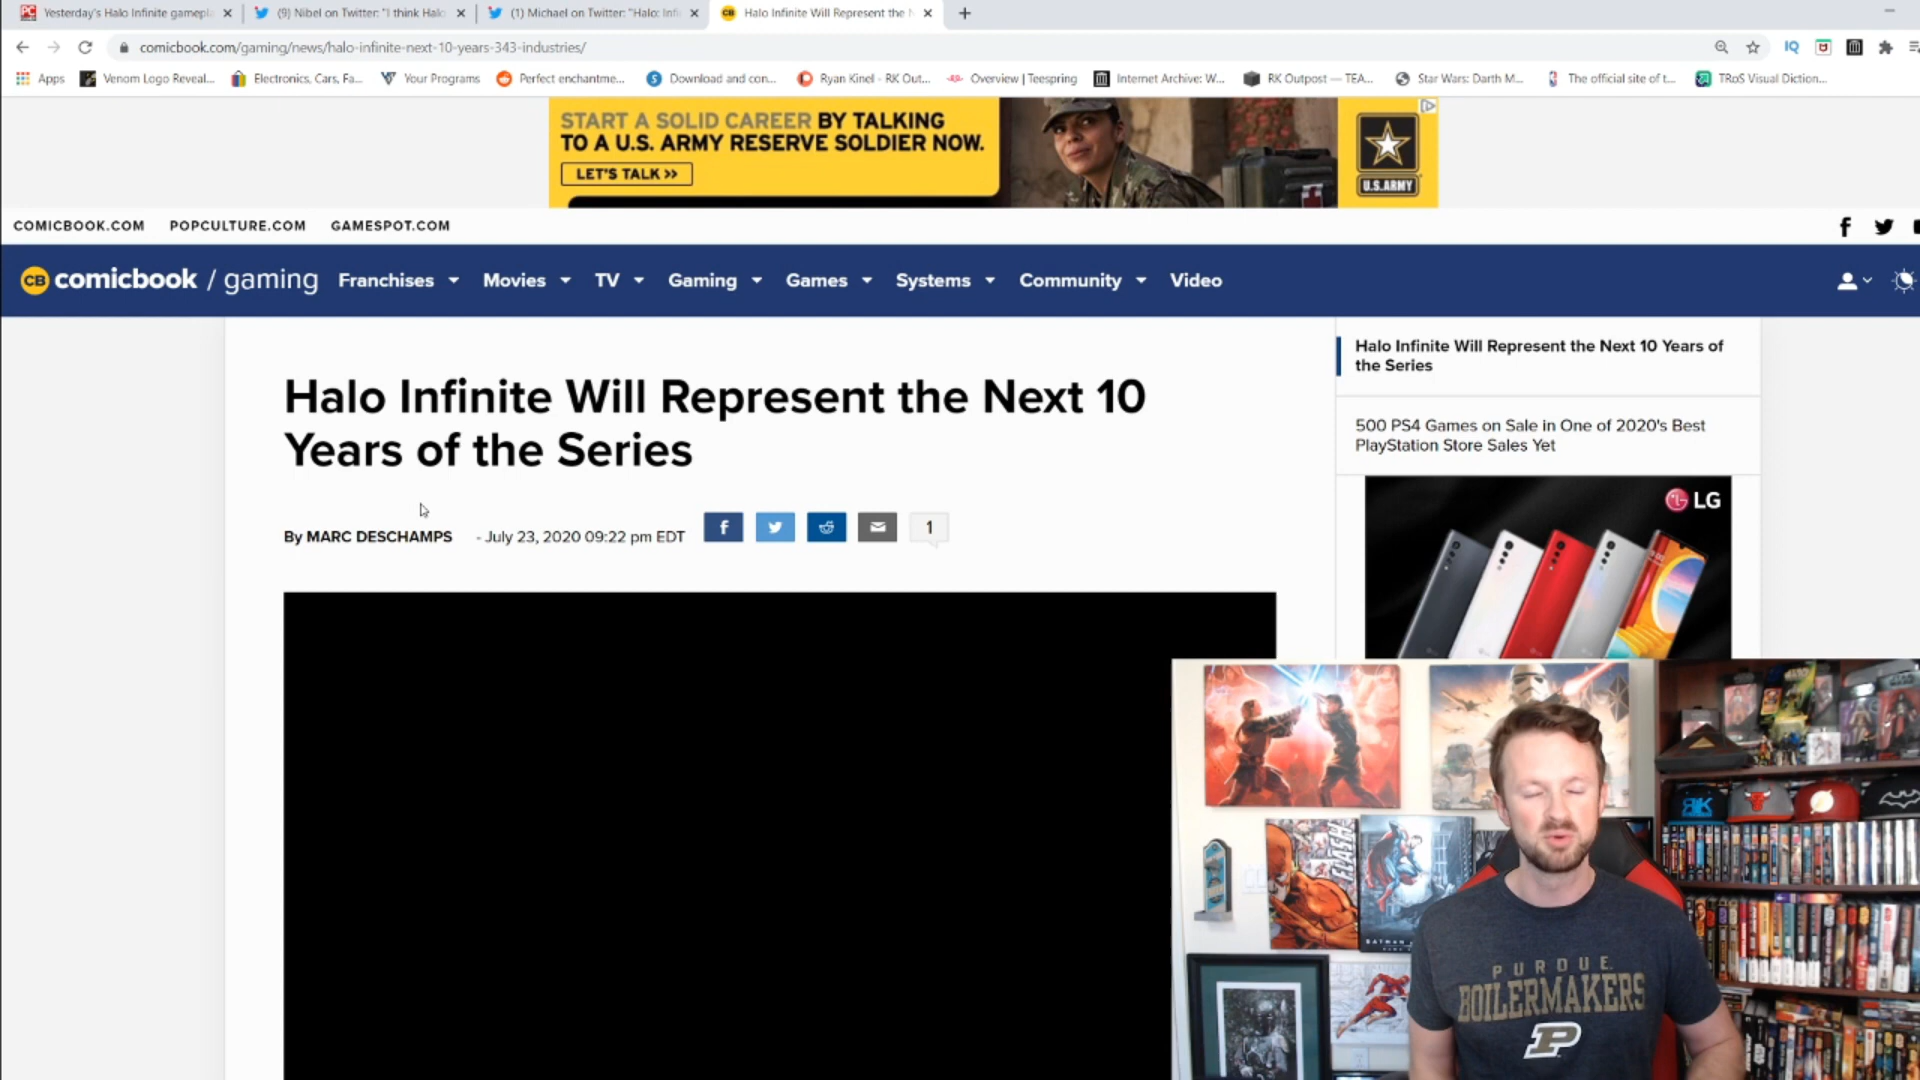 Yesterday's Halo Infinite gamepl
(9) Nibel on Twitter: "I think Halo
(1) Michael on Twitter: "Halo: Infi
Halo Infinite Will Represent the N
comicbook.com/gaming/news/halo-infinite-next-10-years-343-industries/
Apps
Venom Logo Reveal...
Electronics, Cars, Fa...
Your Programs
Perfect enchantme...
Download and con...
Ryan Kinel - RK Out...
Overview | Teespring
Internet Archive: W...
RK Outpost — TEA...
Star Wars: Darth M...
The official site of t...
TRoS Visual Diction...
START A SOLID CAREER BY TALKING
TO A U.S. ARMY RESERVE SOLDIER NOW.
LET'S TALK >>
U.S.ARMY
COMICBOOK.COM POPCULTURE.COM GAMESPOT.COM
CB comicbook / gaming Franchises Movies TV Gaming Games Systems Community Video
Halo Infinite Will Represent the Next 10
Years of the Series
By MARC DESCHAMPS - July 23, 2020 09:22 pm EDT
1
Halo Infinite Will Represent the Next 10 Years of
the Series
500 PS4 Games on Sale in One of 2020's Best
PlayStation Store Sales Yet
LG
FLASH
BATMAN
PURDUE
BOILERMAKERS
P